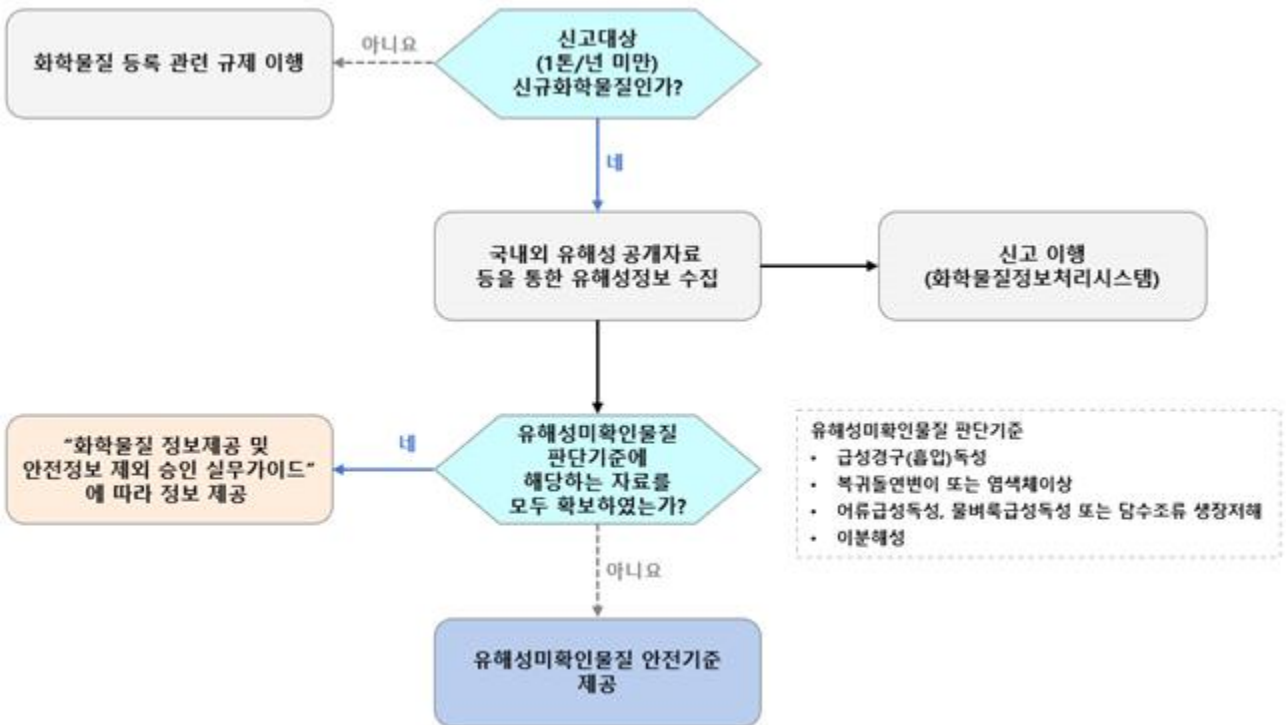 신고대상
(1톤/년 미만)
신규화학물질인가?
아니요
화학물질 등록 관련 규제 이행
네
국내외 유해성 공개자료
등을 통한 유해성정보 수집
신고 이행
(화학물질정보처리시스템)
유해성미확인물질
판단기준에
해당하는 자료를
모두 확보하였는가?
네
“화학물질 정보제공 및
안전정보 제외 승인 실무가이드”
에 따라 정보 제공
유해성미확인물질 판단기준
• 급성경구(흡입)독성
• 복귀돌연변이 또는 염색체이상
• 어류급성독성, 물벼룩급성독성 또는 담수조류 생장저해
• 이분해성
아니요
유해성미확인물질 안전기준
제공